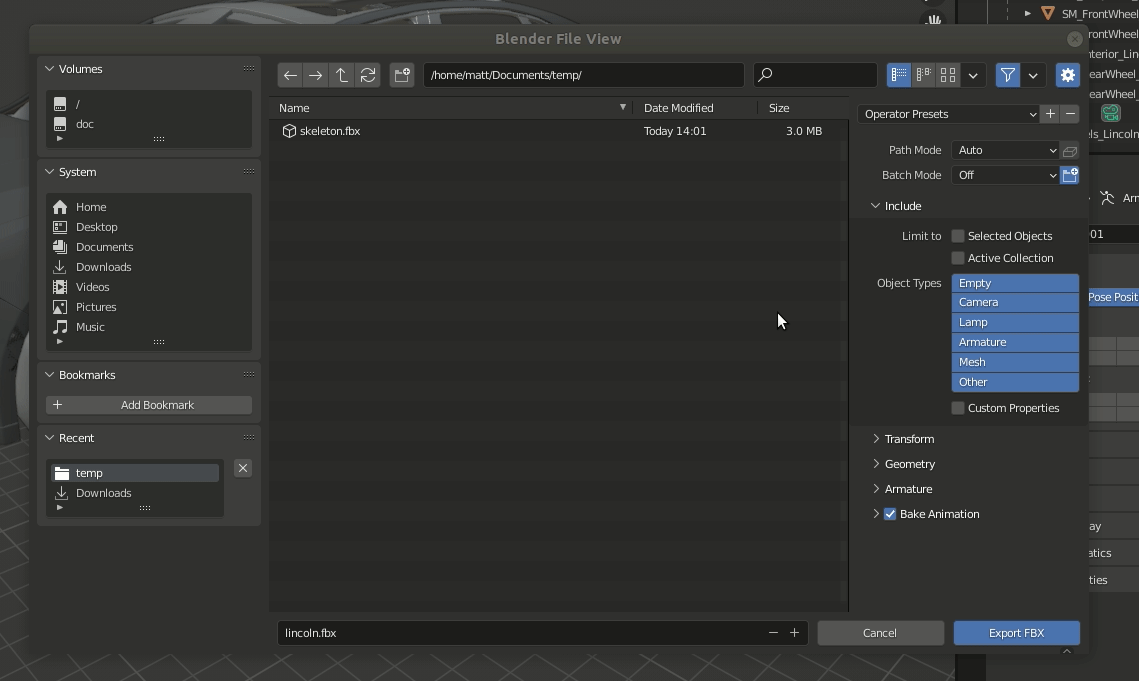 SM_FrontWheel
Blender File View
Volumes
/
doc
System
Home
Desktop
Documents
Downloads
Videos
Pictures
Music
Bookmarks
Add Bookmark
Recent
temp
Downloads
/home/matt/Documents/temp/
Name Date Modified Size
skeleton.fbx Today 14:01 3.0 MB
lincoln.fbx
Cancel
Export FBX
Operator Presets
Path Mode Auto
Batch Mode Off
Include
Limit to Selected Objects
Active Collection
Object Types Empty
Camera
Lamp
Armature
Mesh
Other
Custom Properties
Transform
Geometry
Armature
Bake Animation
rontWheel
nterior_Lin
earWheel_
earWheel_
els_Lincoln
Arm
01
Pose Posit
ay
atics
ties